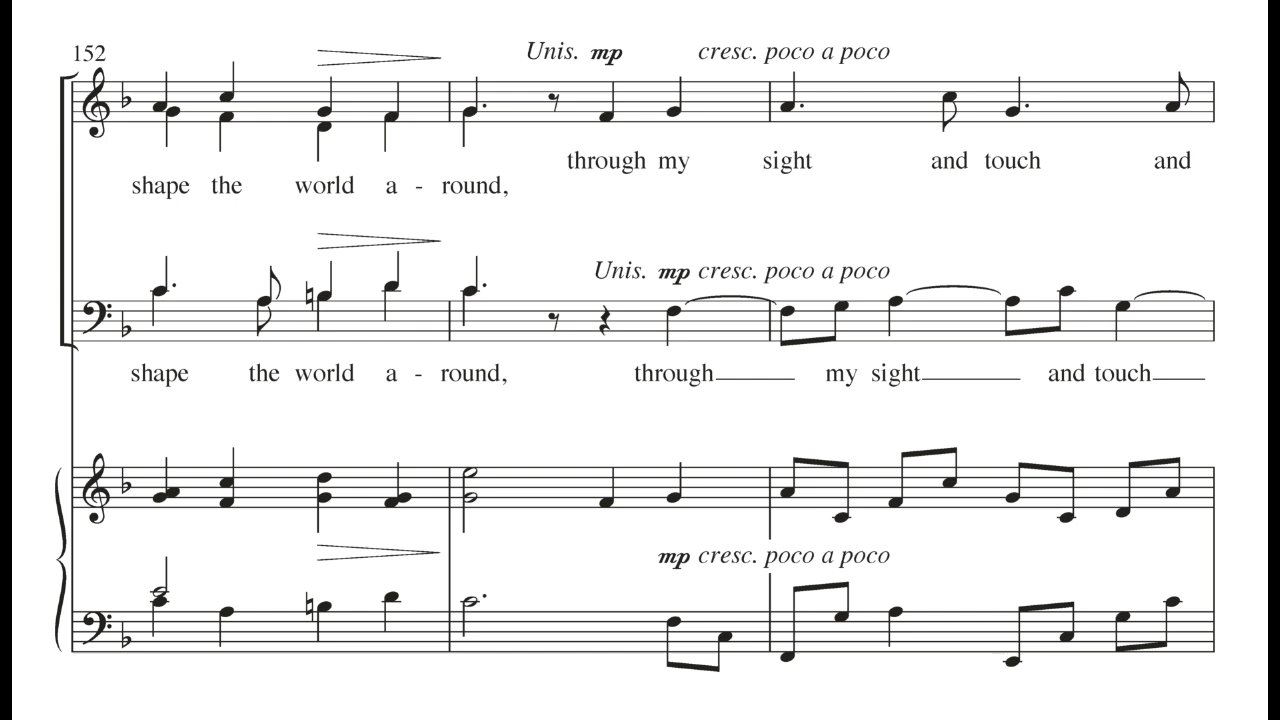 152
Unis. mp cresc. poco a poco
through my sight and touch and
shape the world a - round,
Unis. mp cresc. poco a poco
shape the world a - round, through my sight and touch
mp cresc. poco a poco